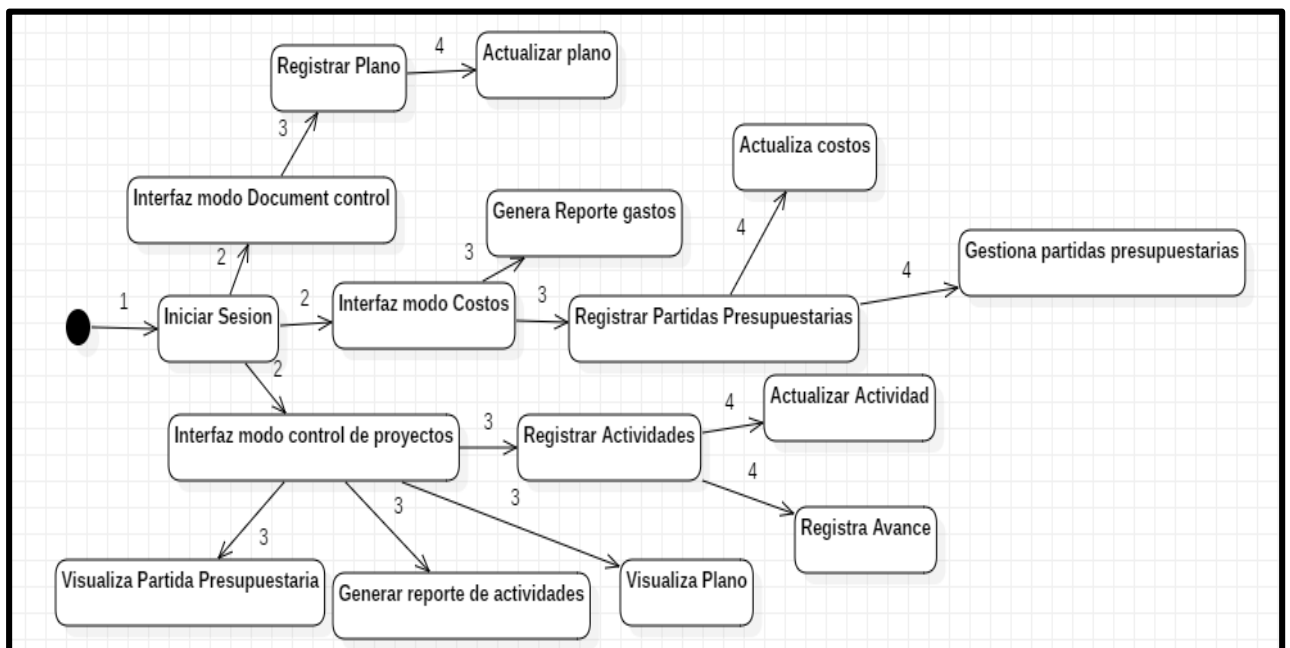 Registrar Plano
4
Actualizar plano
3
Actualiza costos
Interfaz modo Document control
Genera Reporte gastos
2
3
4
Gestiona partidas presupuestarias
4
1
Iniciar Sesion
2
Interfaz modo Costos
3
Registrar Partidas Presupuestarias
2
Interfaz modo control de proyectos
3
Registrar Actividades
4
Actualizar Actividad
4
Registra Avance
3
3
3
Visualiza Partida Presupuestaria
Generar reporte de actividades
Visualiza Plano